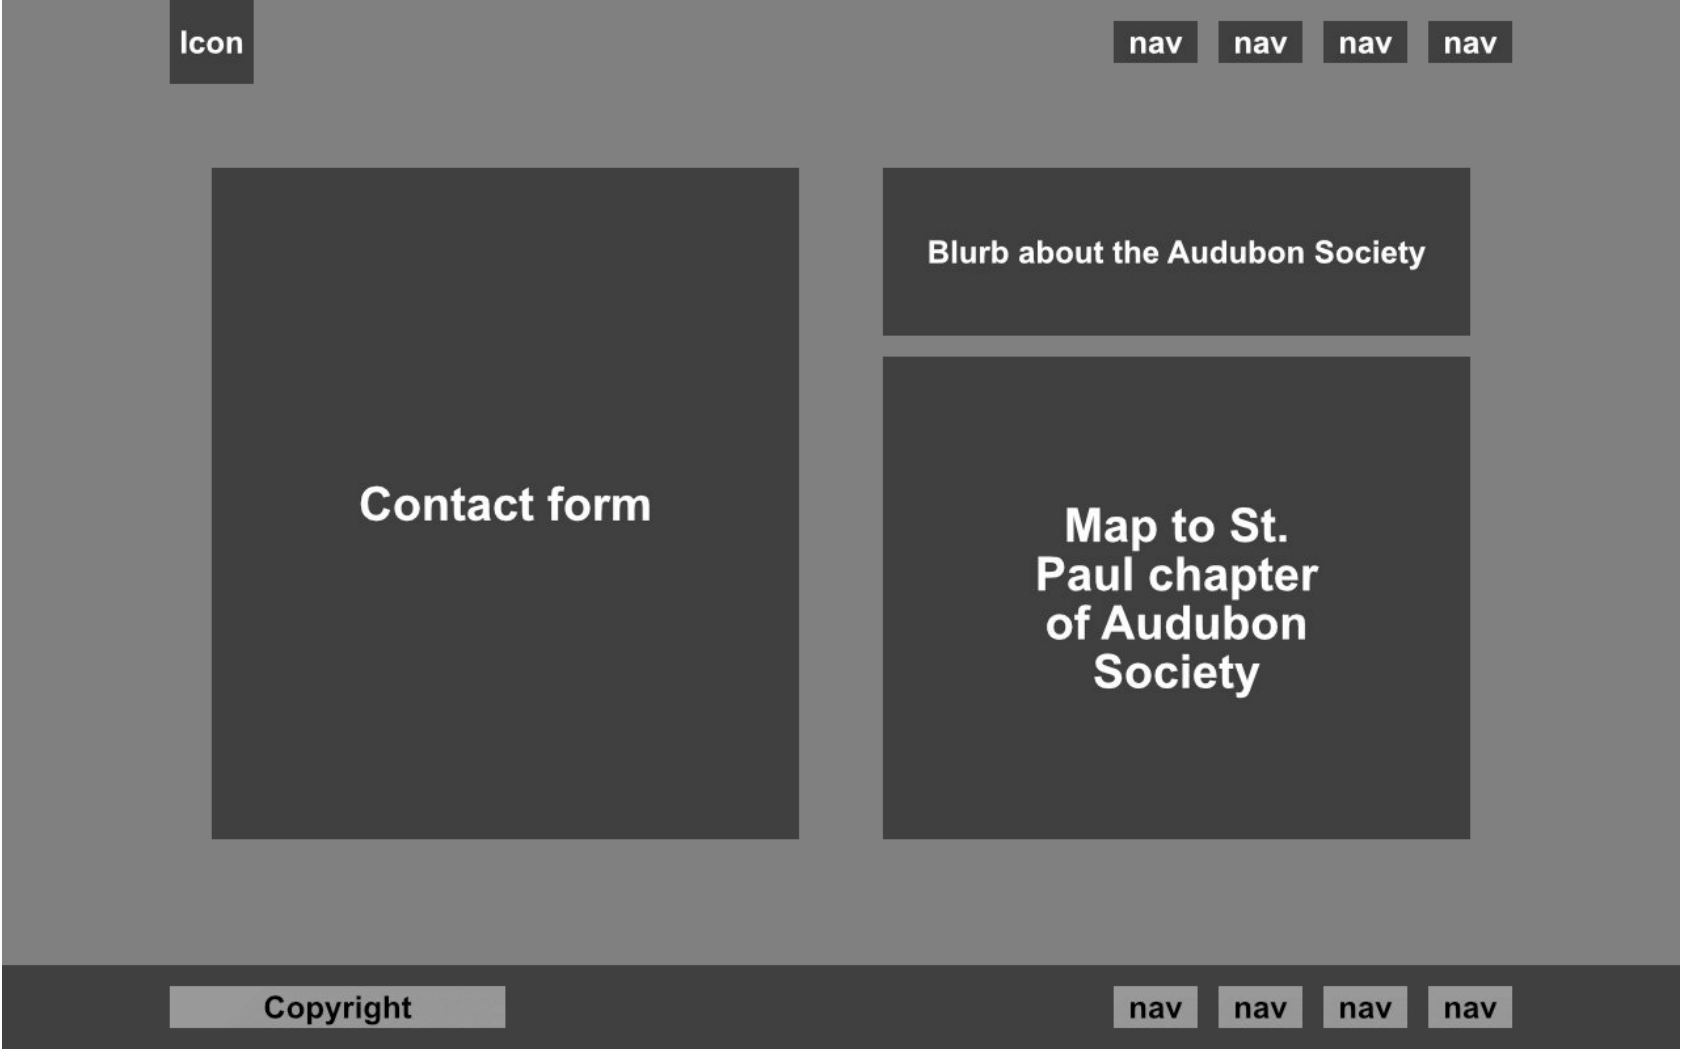 Icon
nav
nav
nav
nav
Contact form
Blurb about the Audubon Society
Map to St.
Paul chapter
of Audubon
Society
Copyright
nav
nav
nav
nav